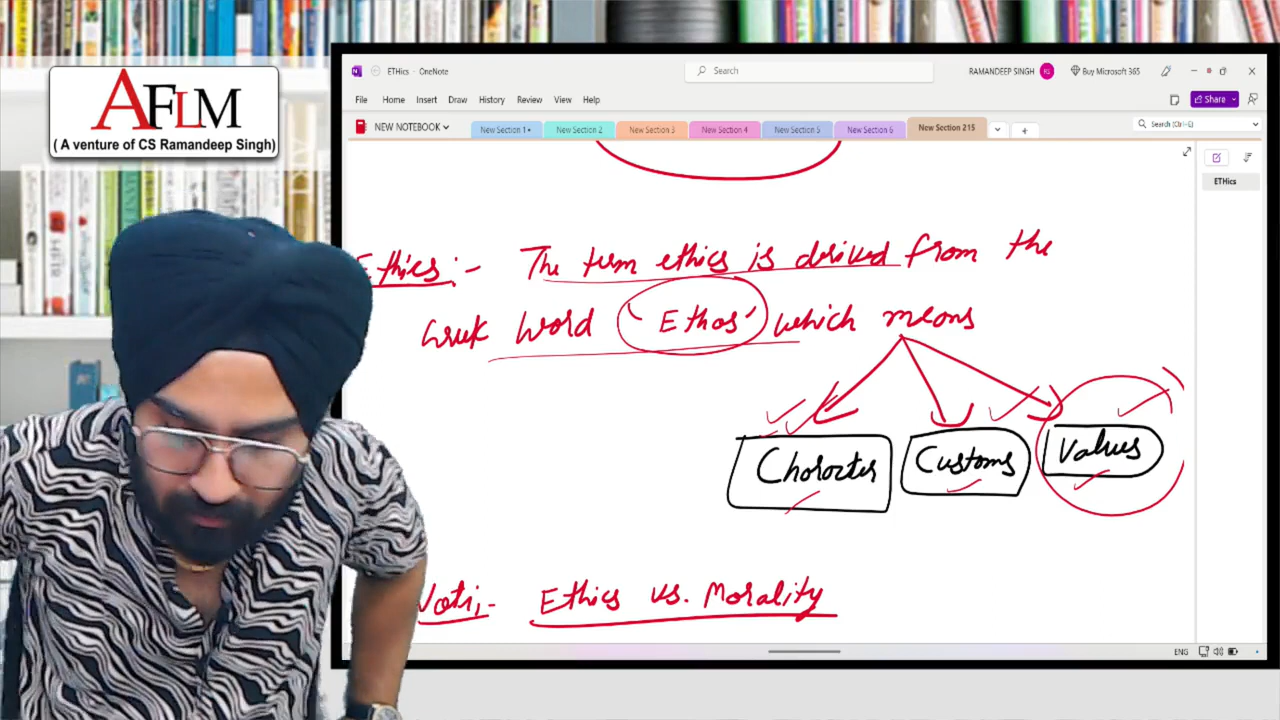 AFLM
( A venture of CS Ramandeep Singh)
ETHics - OneNote
Search
RAMANDEEP SINGH
RS
Buy Microsoft 365
File Home Insert Draw History Review View Help
Share
NEW NOTEBOOK
New Section 1 New Section 2 New Section 3 New Section 4 New Section 5 New Section 6 New Section 215
+
Search (Ctrl+E)
ETHics
Ethics :- The term ethics is derived from the
Greek Word 'Ethos' which means
Character Customs Values
Note:- Ethics vs. Morality
ENG